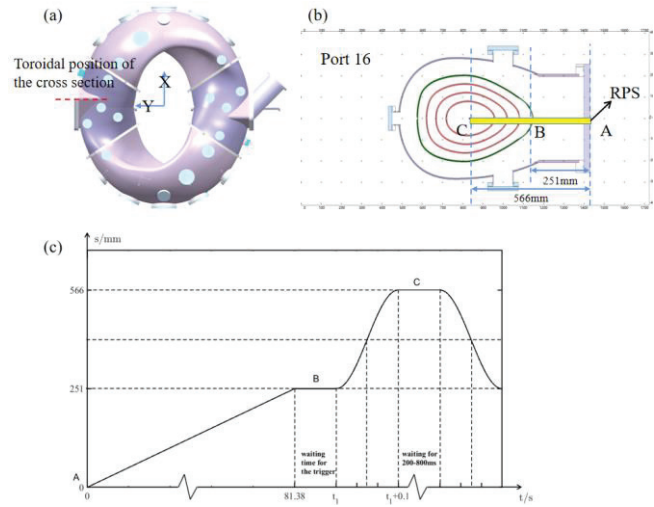 (a)
Toroidal position of
the cross section
X
Y
(b)
Port 16
RPS
C
B
A
251mm
566mm
(c)
s/mm
566
C
251
B
waiting
time for
the trigger
waiting for
200-800ms
A
0
0
81.38
t₁
t₁+0.1
t/s